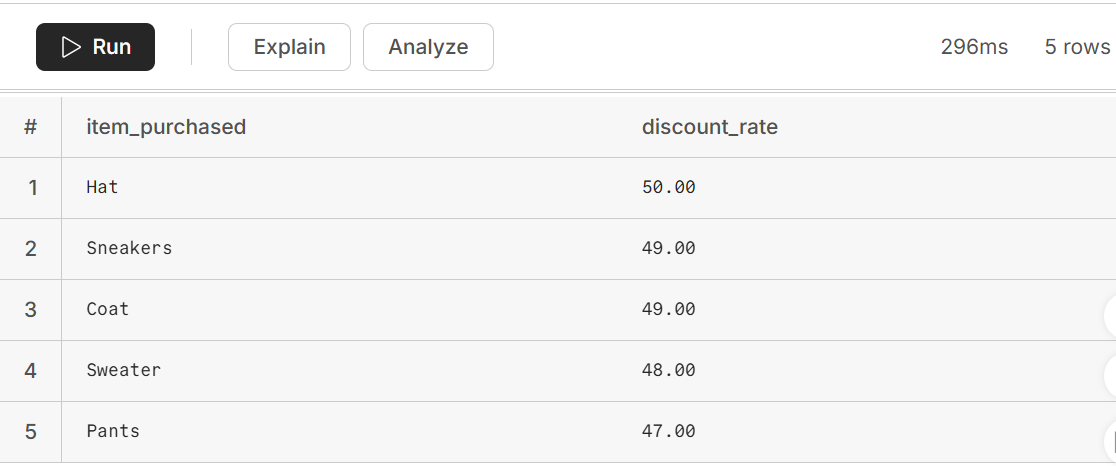 Run Explain Analyze 296ms 5 rows
# item_purchased discount_rate
1 Hat 50.00
2 Sneakers 49.00
3 Coat 49.00
4 Sweater 48.00
5 Pants 47.00